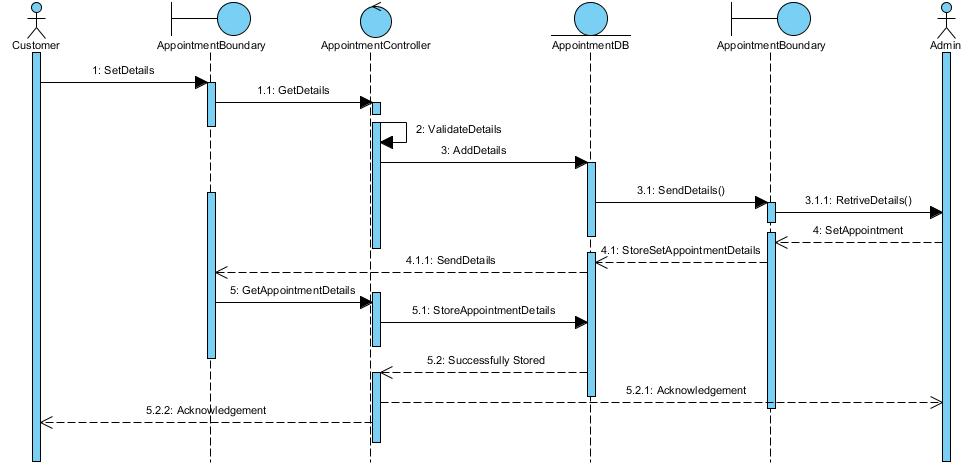 Customer
AppointmentBoundary
AppointmentController
AppointmentDB
AppointmentBoundary
Admin
1: SetDetails
1.1: GetDetails
2: ValidateDetails
3: AddDetails
3.1: SendDetails()
3.1.1: RetriveDetails()
4: SetAppointment
4.1: StoreSetAppointmentDetails
4.1.1: SendDetails
5: GetAppointmentDetails
5.1: StoreAppointmentDetails
5.2: Successfully Stored
5.2.1: Acknowledgement
5.2.2: Acknowledgement